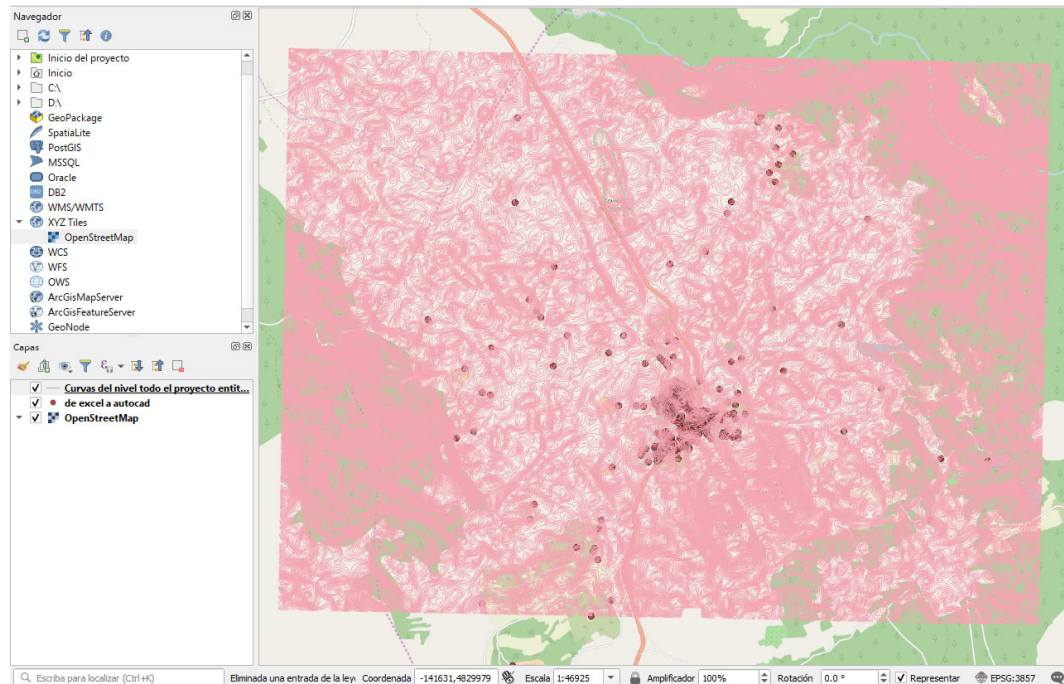 Navegador
Inicio del proyecto
Inicio
C:\
D:\
GeoPackage
SpatiaLite
PostGIS
MSSQL
Oracle
DB2
WMS/WMTS
XYZ Tiles
OpenStreetMap
WCS
WFS
OWS
ArcGisMapServer
ArcGisFeatureServer
GeoNode
Capas
Curvas del nivel todo el proyecto entit...
de excel a autocad
OpenStreetMap
Escriba para localizar (Ctrl+K) Eliminada una entrada de la ley Coordenada -141631,4829979 Escala 1:46925 Amplificador 100% Rotación 0.0 ° Representar EPSG:3857